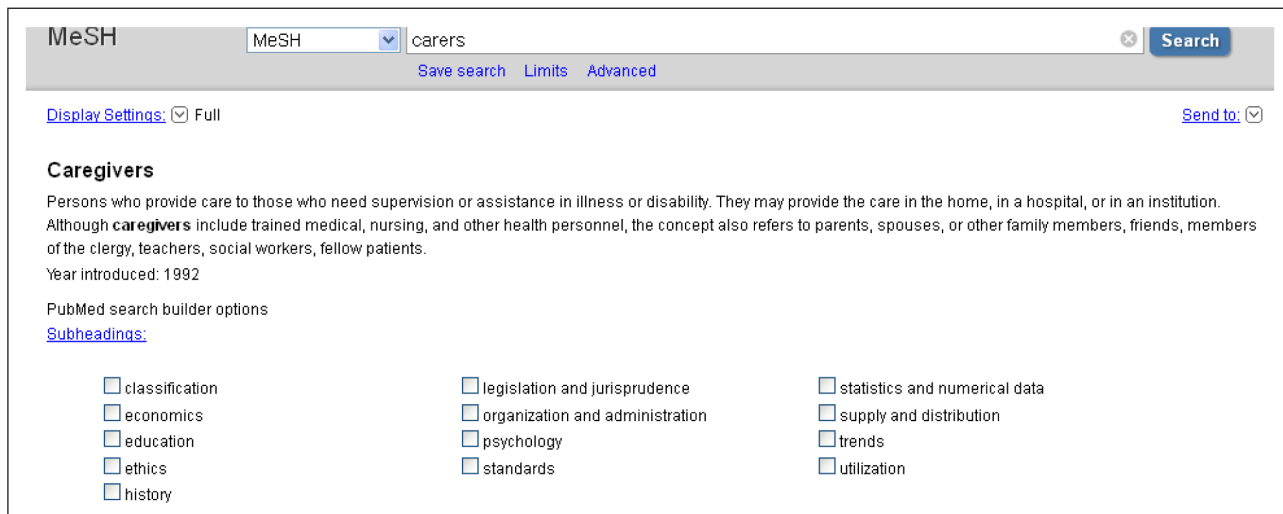 MeSH
MeSH carers Search
Save search Limits Advanced
Display Settings: Full Send to:
Caregivers
Persons who provide care to those who need supervision or assistance in illness or disability. They may provide the care in the home, in a hospital, or in an institution.
Although caregivers include trained medical, nursing, and other health personnel, the concept also refers to parents, spouses, or other family members, friends, members
of the clergy, teachers, social workers, fellow patients.
Year introduced: 1992
PubMed search builder options
Subheadings:
classification legislation and jurisprudence statistics and numerical data
economics organization and administration supply and distribution
education psychology trends
ethics standards utilization
history